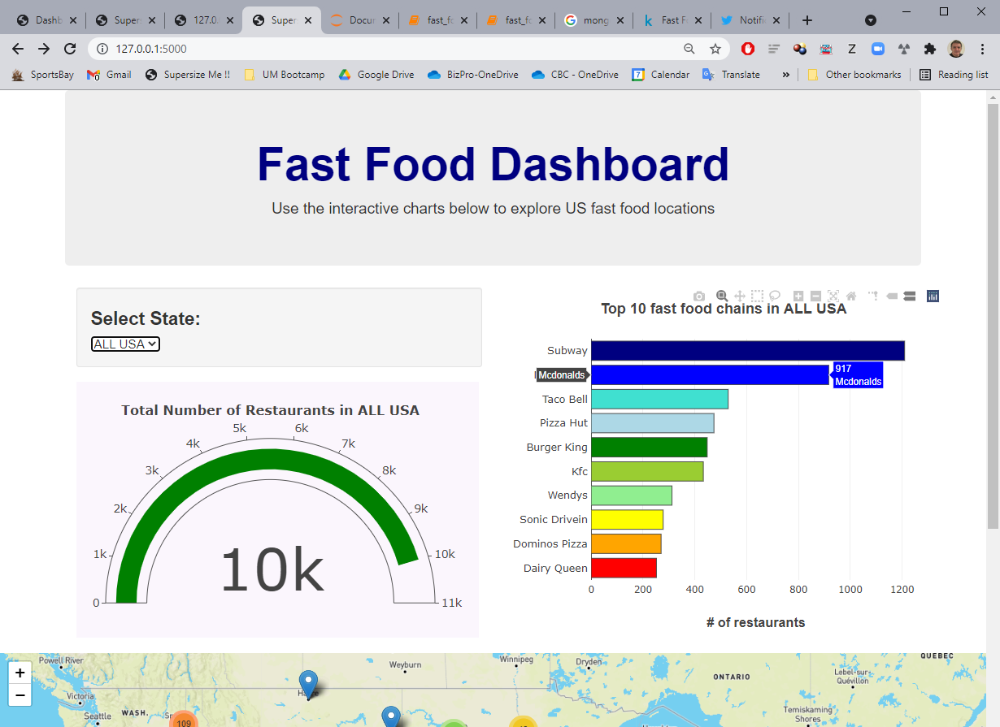 Dashb
Super
127.0.
Super
Docur
fast_fc
fast_fc
mong
Fast F
Notifi
127.0.0.1:5000
SportsBay
Gmail
Supersize Me !!
UM Bootcamp
Google Drive
BizPro-OneDrive
CBC - OneDrive
Calendar
Translate
»
Other bookmarks
Reading list
Fast Food Dashboard
Use the interactive charts below to explore US fast food locations
Select State:
ALL USA
Total Number of Restaurants in ALL USA
0
1k
2k
3k
4k
5k
6k
7k
8k
9k
10k
11k
10k
Top 10 fast food chains in ALL USA
Subway
Mcdonalds
917
Mcdonalds
Taco Bell
Pizza Hut
Burger King
Kfc
Wendys
Sonic Drivein
Dominos Pizza
Dairy Queen
0 200 400 600 800 1000 1200
# of restaurants
+
−
Powell River
Victoria
Seattle
WASH.
109
Weyburn
Winnipeg
Dryden
ONTARIO
QUEBEC
Lebel-sur-
Quévillon
Temiskaming
Shores